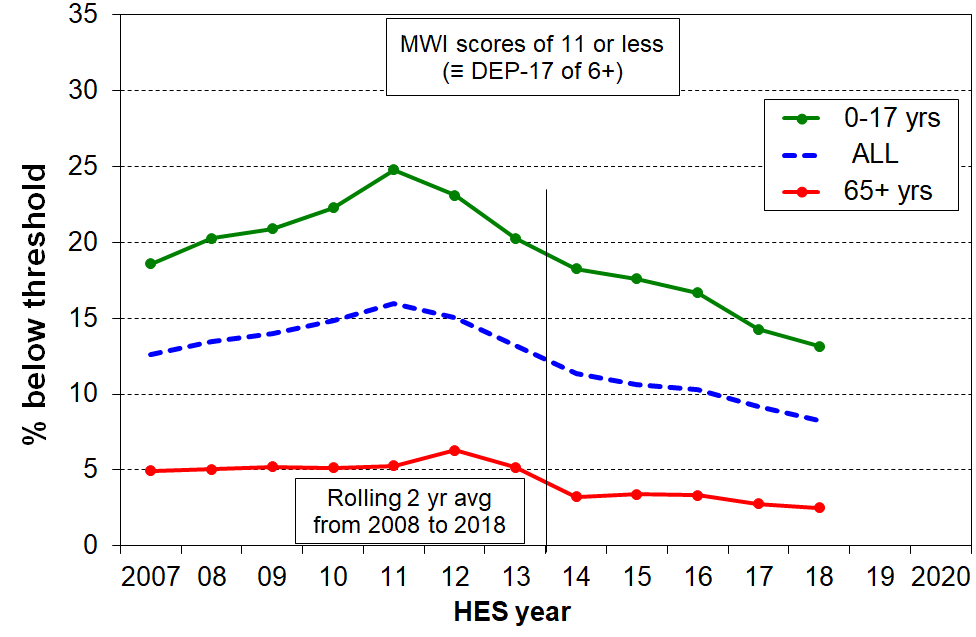 MWI scores of 11 or less
(≡ DEP-17 of 6+)
0-17 yrs
ALL
65+ yrs
% below threshold
35
30
25
20
15
10
5
0
Rolling 2 yr avg
from 2008 to 2018
2007 08 09 10 11 12 13 14 15 16 17 18 19 2020
HES year